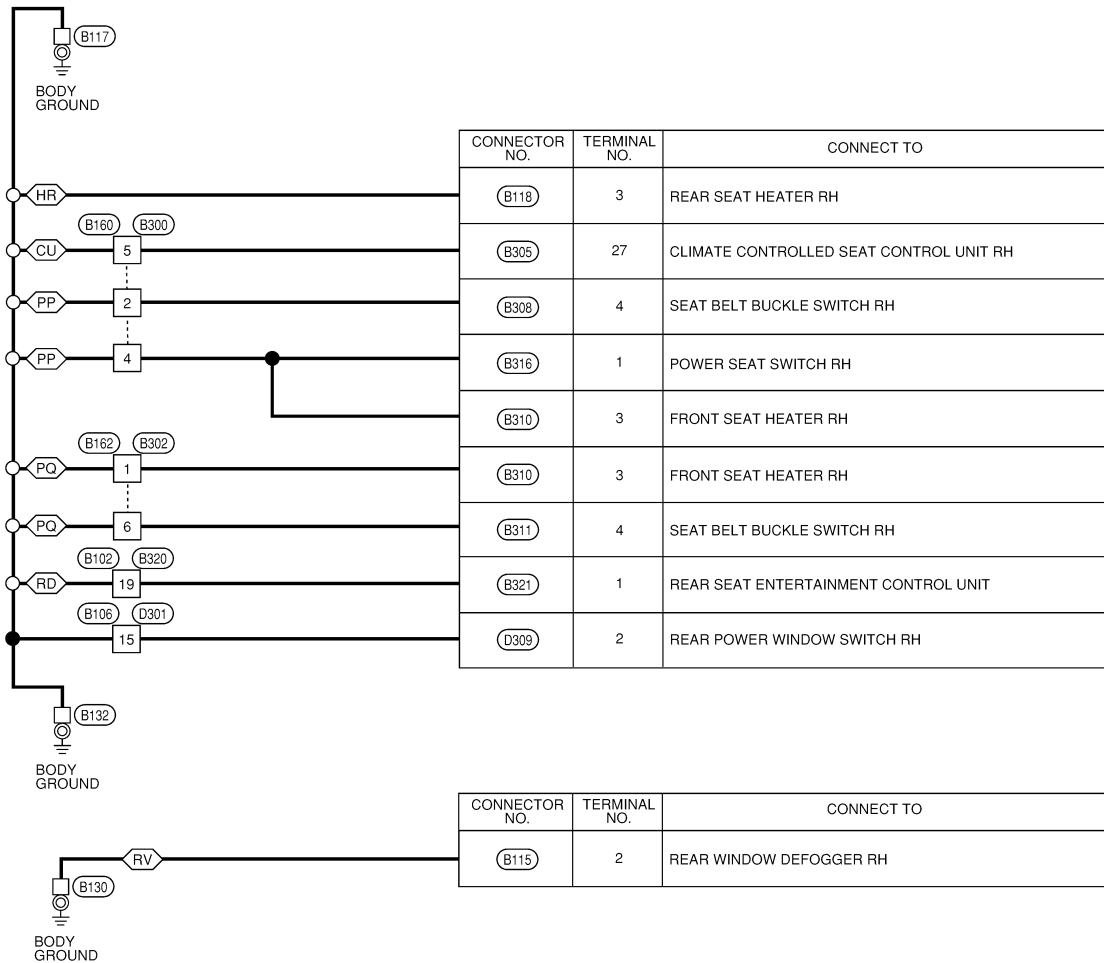 B117
BODY
GROUND
CONNECTOR NO. TERMINAL NO. CONNECT TO
HR B118 3 REAR SEAT HEATER RH
B160 B300
CU 5 B305 27 CLIMATE CONTROLLED SEAT CONTROL UNIT RH
PP 2 B308 4 SEAT BELT BUCKLE SWITCH RH
PP 4 B316 1 POWER SEAT SWITCH RH
B310 3 FRONT SEAT HEATER RH
B162 B302
PQ 1 B310 3 FRONT SEAT HEATER RH
PQ 6 B311 4 SEAT BELT BUCKLE SWITCH RH
B102 B320
RD 19 B321 1 REAR SEAT ENTERTAINMENT CONTROL UNIT
B106 D301
15 D309 2 REAR POWER WINDOW SWITCH RH
B132
BODY
GROUND
CONNECTOR NO. TERMINAL NO. CONNECT TO
RV B115 2 REAR WINDOW DEFOGGER RH
B130
BODY
GROUND